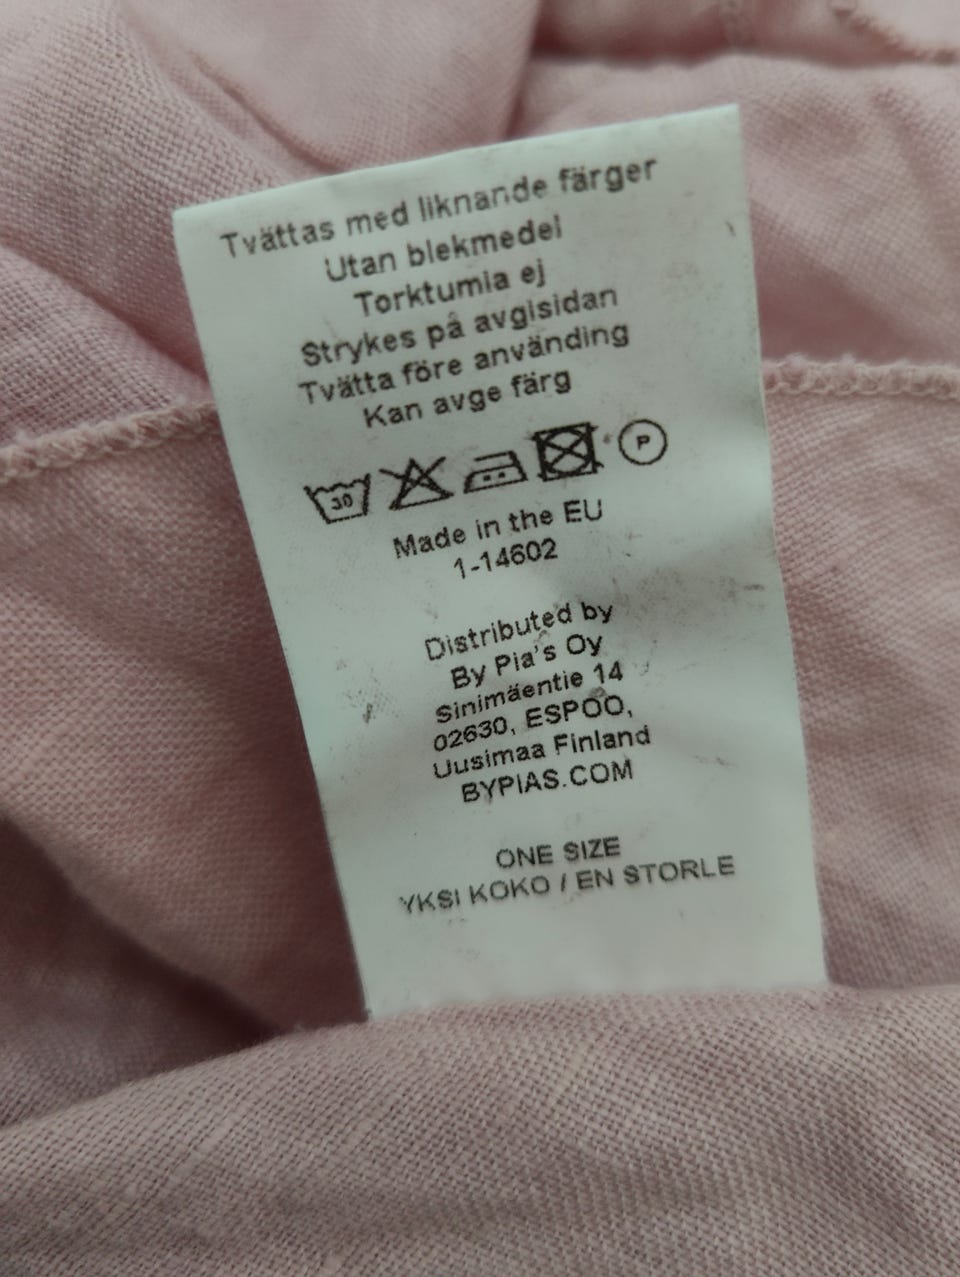 Tvättas med liknande färger
Utan blekmedel
Torktumla ej
Strykes på avgisidan
Tvätta före använding
Kan avge färg
30 P
Made in the EU
1-14602
Distributed by
By Pia's Oy
Sinimäentie 14
02630, ESPOO,
Uusimaa Finland
BYPIAS.COM
ONE SIZE
YKSI KOKO / EN STORLE